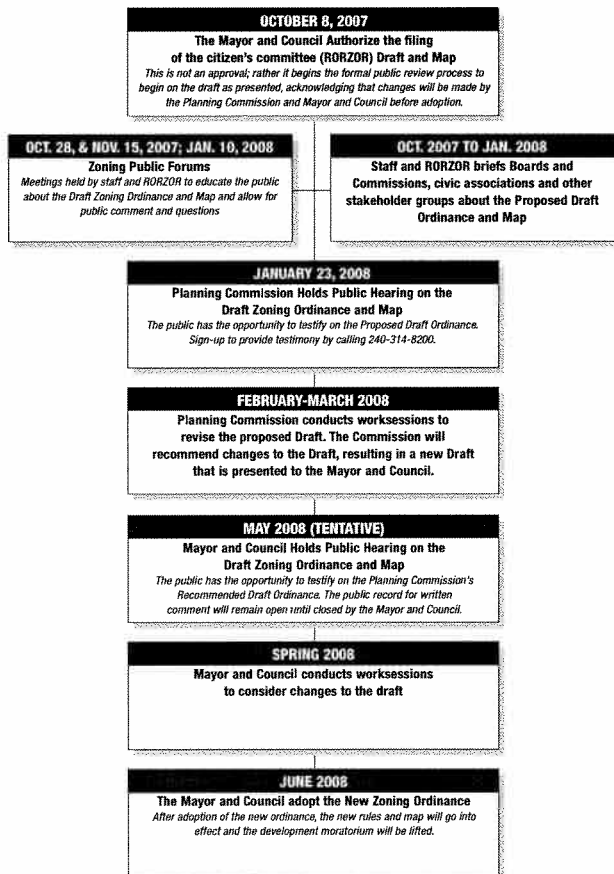 OCTOBER 8, 2007
The Mayor and Council Authorize the filing
of the citizen's committee (RORZOR) Draft and Map
This is not an approval; rather it begins the formal public review process to
begin on the draft as presented, acknowledging that changes will be made by
the Planning Commission and Mayor and Council before adoption.
OCT. 28, & NOV. 15, 2007; JAN. 10, 2008
Zoning Public Forums
Meetings held by staff and RORZOR to educate the public
about the Draft Zoning Ordinance and Map and allow for
public comment and questions
OCT. 2007 TO JAN. 2008
Staff and RORZOR briefs Boards and
Commissions, civic associations and other
stakeholder groups about the Proposed Draft
Ordinance and Map
JANUARY 23, 2008
Planning Commission Holds Public Hearing on the
Draft Zoning Ordinance and Map
The public has the opportunity to testify on the Proposed Draft Ordinance.
Sign-up to provide testimony by calling 240-314-8200.
FEBRUARY-MARCH 2008
Planning Commission conducts worksessions to
revise the proposed Draft. The Commission will
recommend changes to the Draft, resulting in a new Draft
that is presented to the Mayor and Council.
MAY 2008 (TENTATIVE)
Mayor and Council Holds Public Hearing on the
Draft Zoning Ordinance and Map
The public has the opportunity to testify on the Planning Commission's
Recommended Draft Ordinance. The public record for written
comment will remain open until closed by the Mayor and Council.
SPRING 2008
Mayor and Council conducts worksessions
to consider changes to the draft
JUNE 2008
The Mayor and Council adopt the New Zoning Ordinance
After adoption of the new ordinance, the new rules and map will go into
effect and the development moratorium will be lifted.